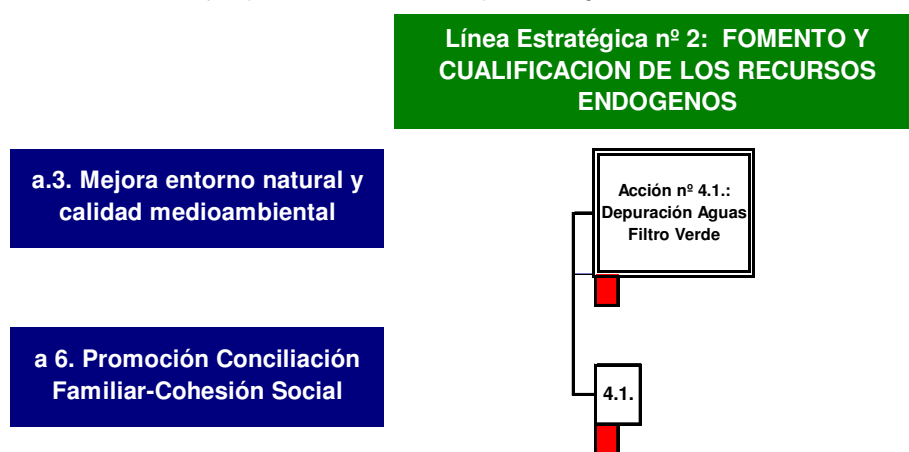 Línea Estratégica nº 2: FOMENTO Y
CUALIFICACION DE LOS RECURSOS
ENDOGENOS
a.3. Mejora entorno natural y
calidad medioambiental
Acción nº 4.1.:
Depuración Aguas
Filtro Verde
a 6. Promoción Conciliación
Familiar-Cohesión Social
4.1.